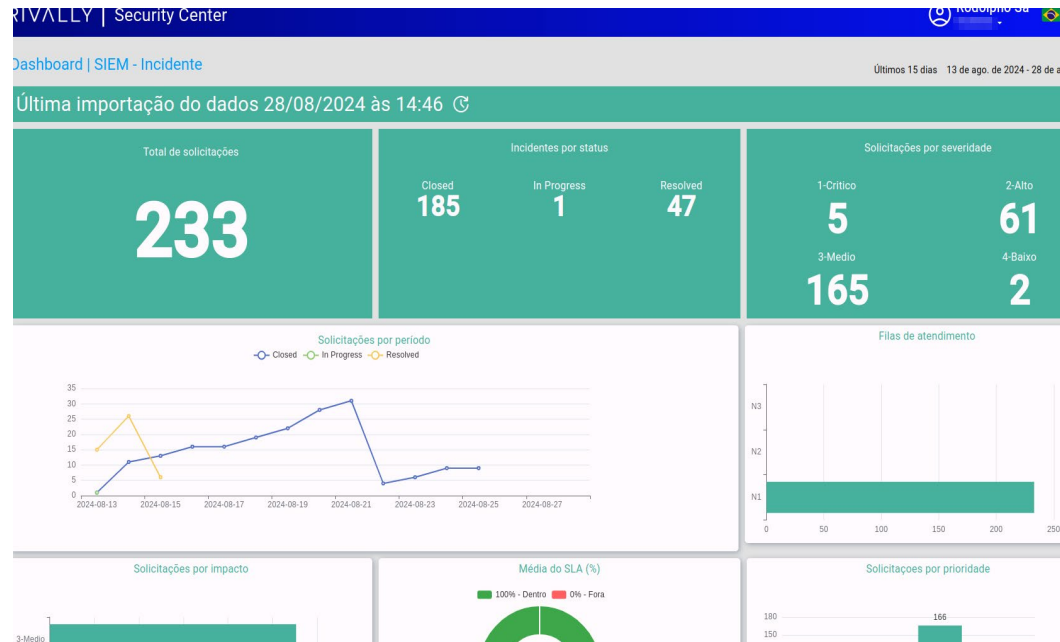 RIVALLY | Security Center
Rodolpho Sa
Dashboard | SIEM - Incidente
Últimos 15 dias 13 de ago. de 2024 - 28 de a
Última importação do dados 28/08/2024 às 14:46
Total de solicitações
233
Incidentes por status
Closed In Progress Resolved
185 1 47
Solicitações por severidade
1-Critico 2-Alto
5 61
3-Medio 4-Baixo
165 2
Solicitações por período
Closed In Progress Resolved
35
30
25
20
15
10
5
0
2024-08-13 2024-08-15 2024-08-17 2024-08-19 2024-08-21 2024-08-23 2024-08-25 2024-08-27
Filas de atendimento
N3
N2
N1
0 50 100 150 200 250
Solicitações por impacto
3-Medio
Média do SLA (%)
100% - Dentro 0% - Fora
Solicitaçoes por prioridade
180
166
150